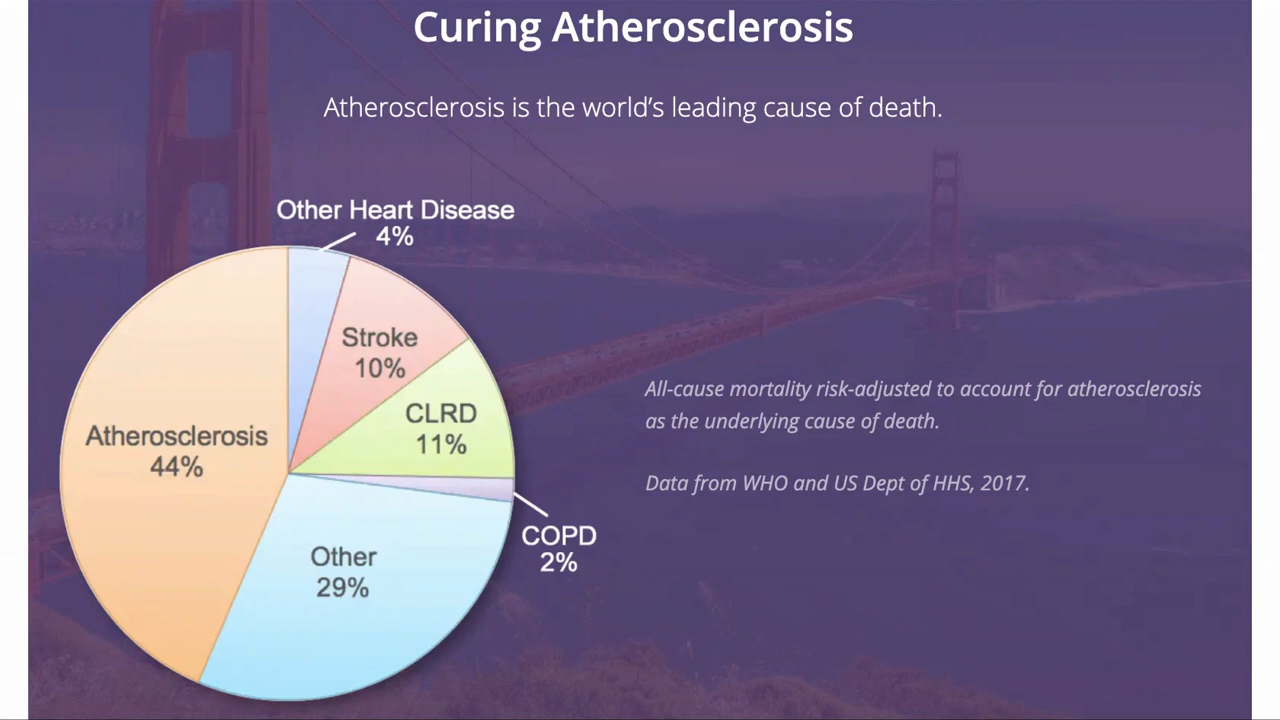 Curing Atherosclerosis
Atherosclerosis is the world’s leading cause of death.
Other Heart Disease
4%
Stroke
10%
CLRD
11%
Atherosclerosis
44%
COPD
2%
Other
29%
All-cause mortality risk-adjusted to account for atherosclerosis
as the underlying cause of death.
Data from WHO and US Dept of HHS, 2017.